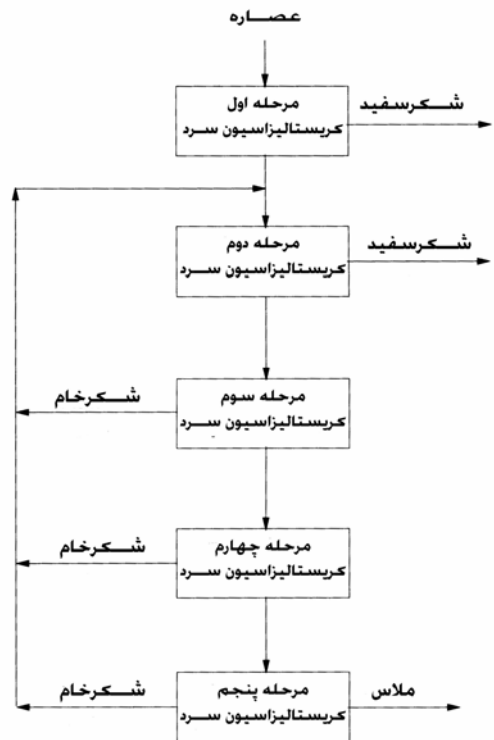 عصاره
مرحله اول
کریستالیزاسیون سرد
شکرسفید
مرحله دوم
کریستالیزاسیون سرد
شکرسفید
مرحله سوم
کریستالیزاسیون سرد
شکرخام
مرحله چهارم
کریستالیزاسیون سرد
شکرخام
ملاس
مرحله پنجم
کریستالیزاسیون سرد
شکرخام